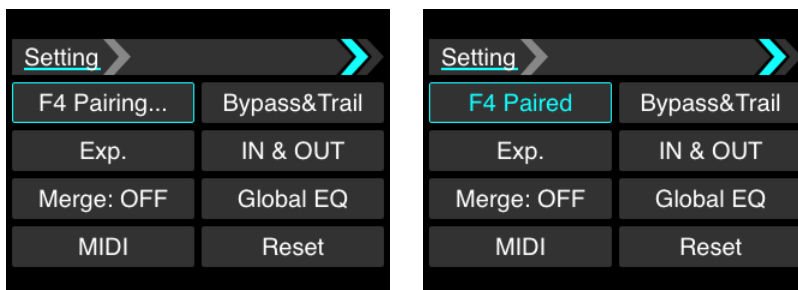 Setting
F4 Pairing... Bypass&Trail
Exp. IN & OUT
Merge: OFF Global EQ
MIDI Reset
Setting
F4 Paired Bypass&Trail
Exp. IN & OUT
Merge: OFF Global EQ
MIDI Reset